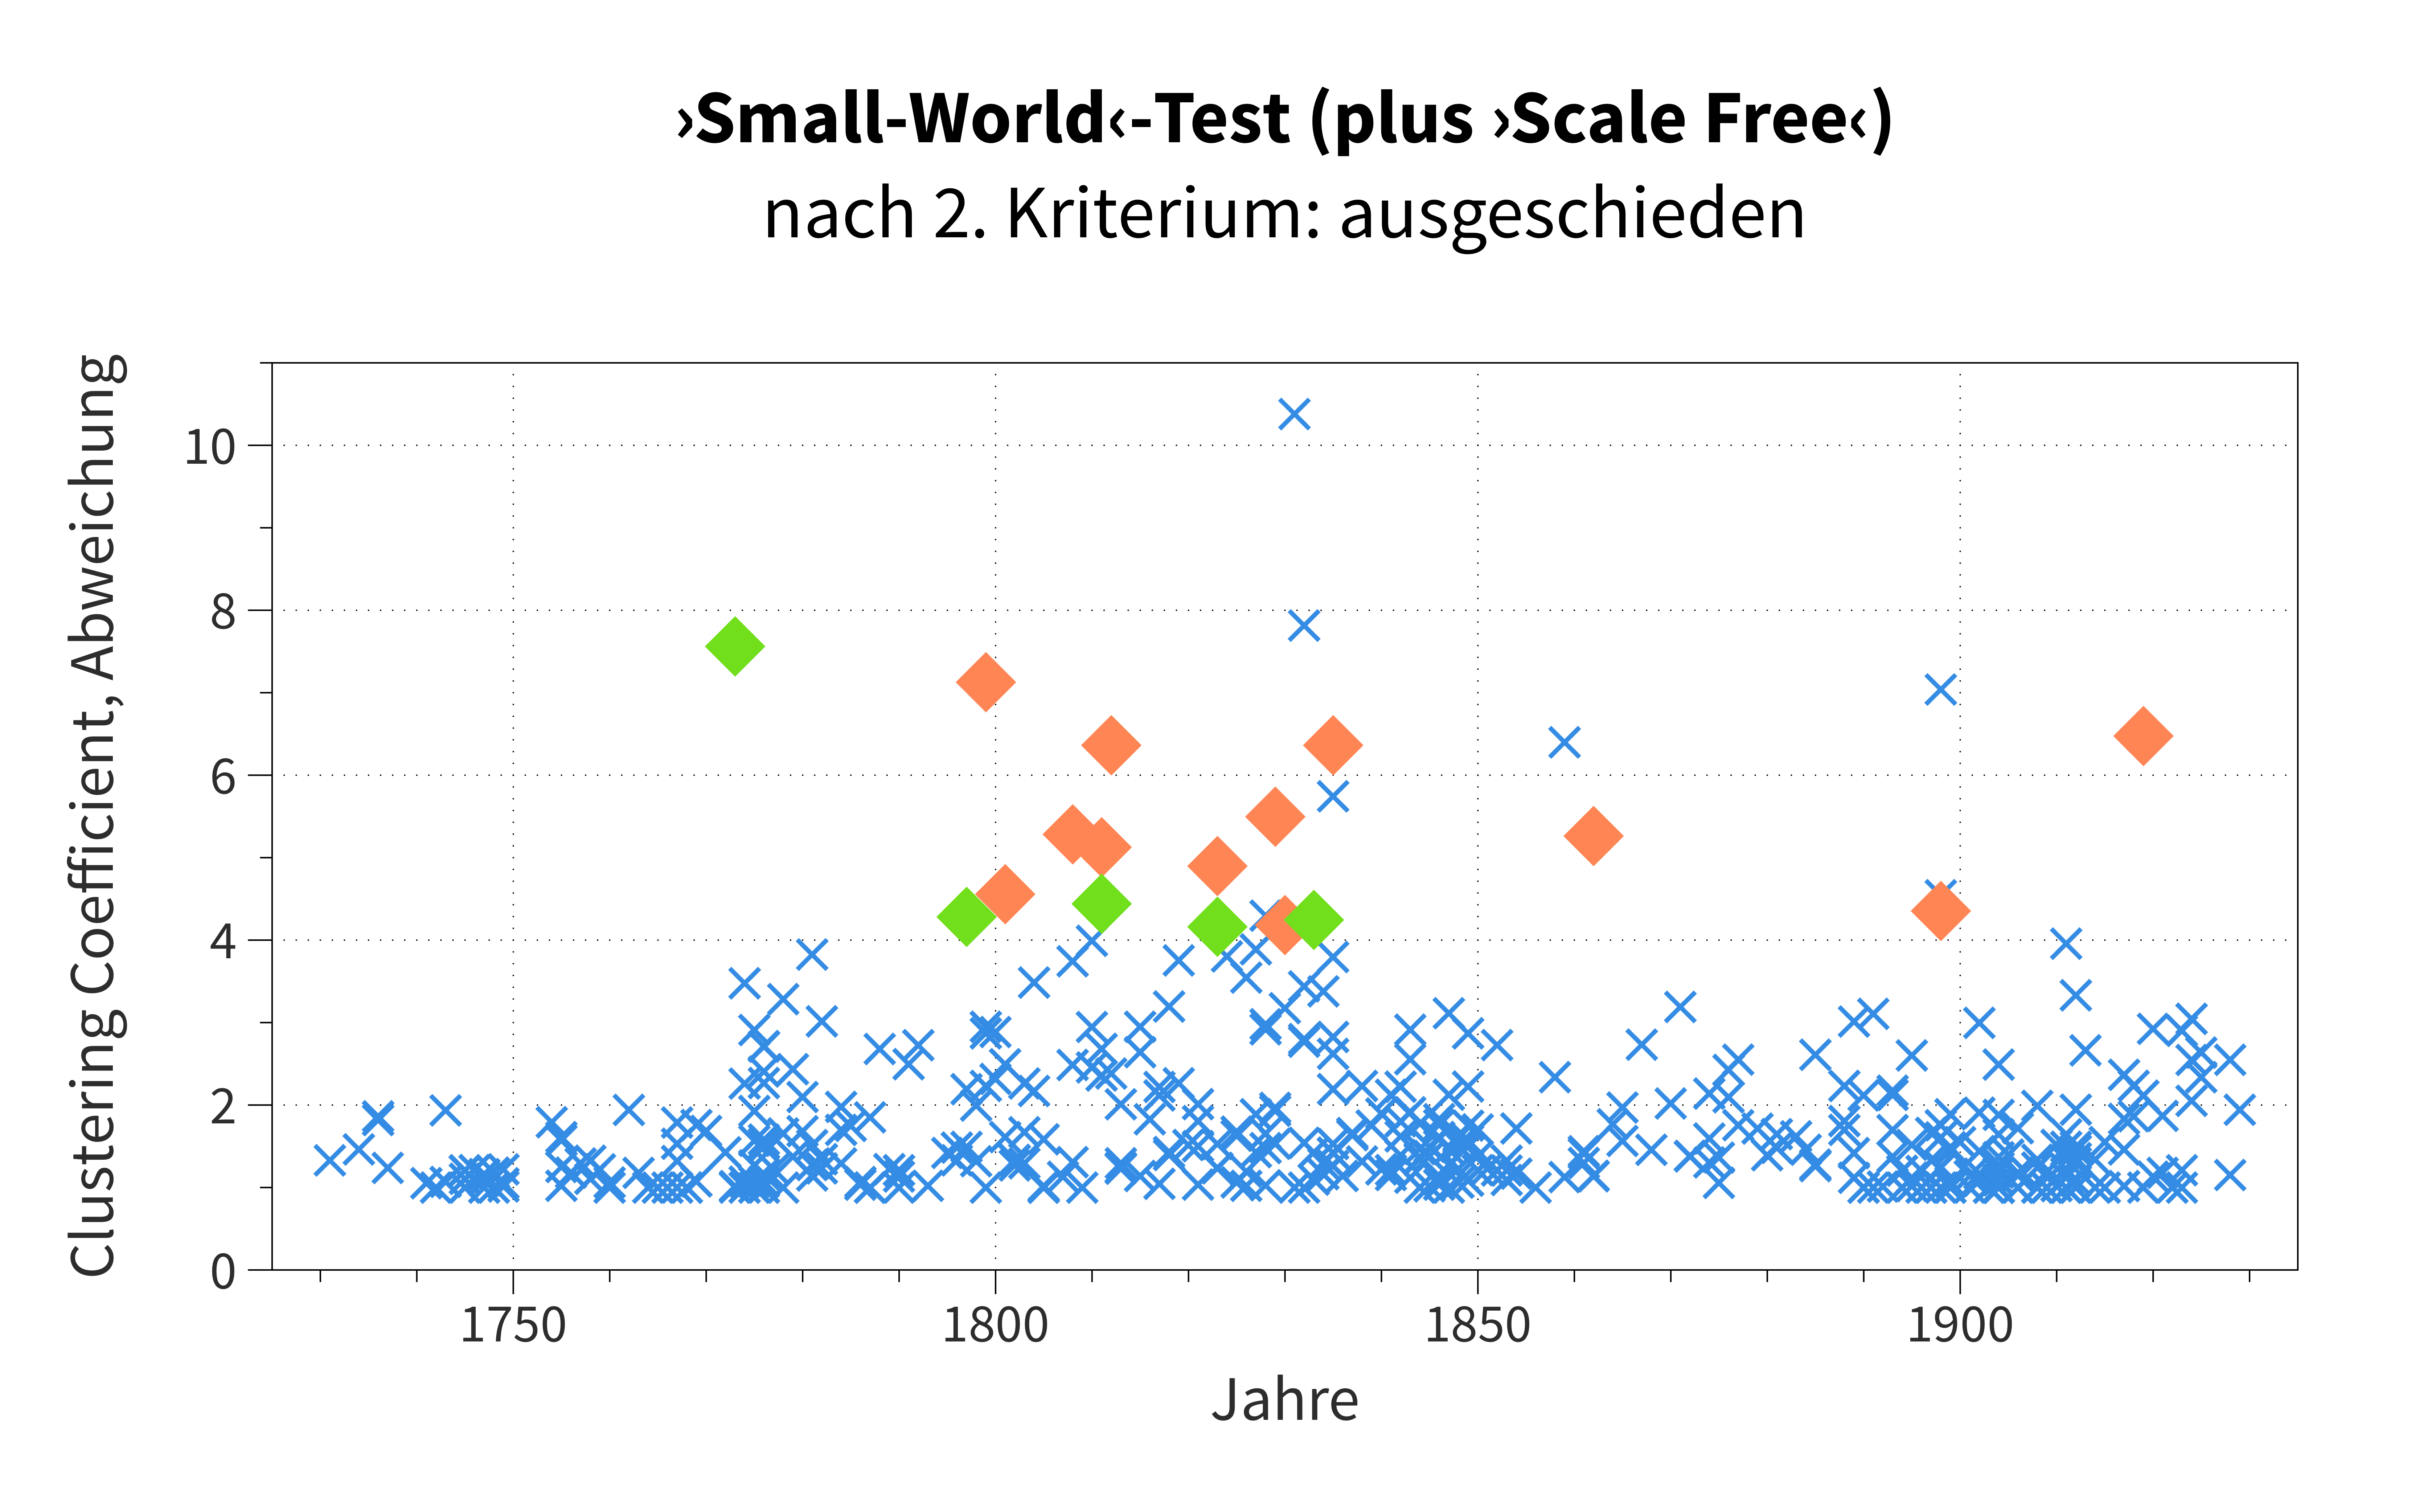 ›Small-World‹-Test (plus ›Scale Free‹)
nach 2. Kriterium: ausgeschieden
Clustering Coefficient, Abweichung
10
8
6
4
2
0
1750
1800
1850
1900
Jahre